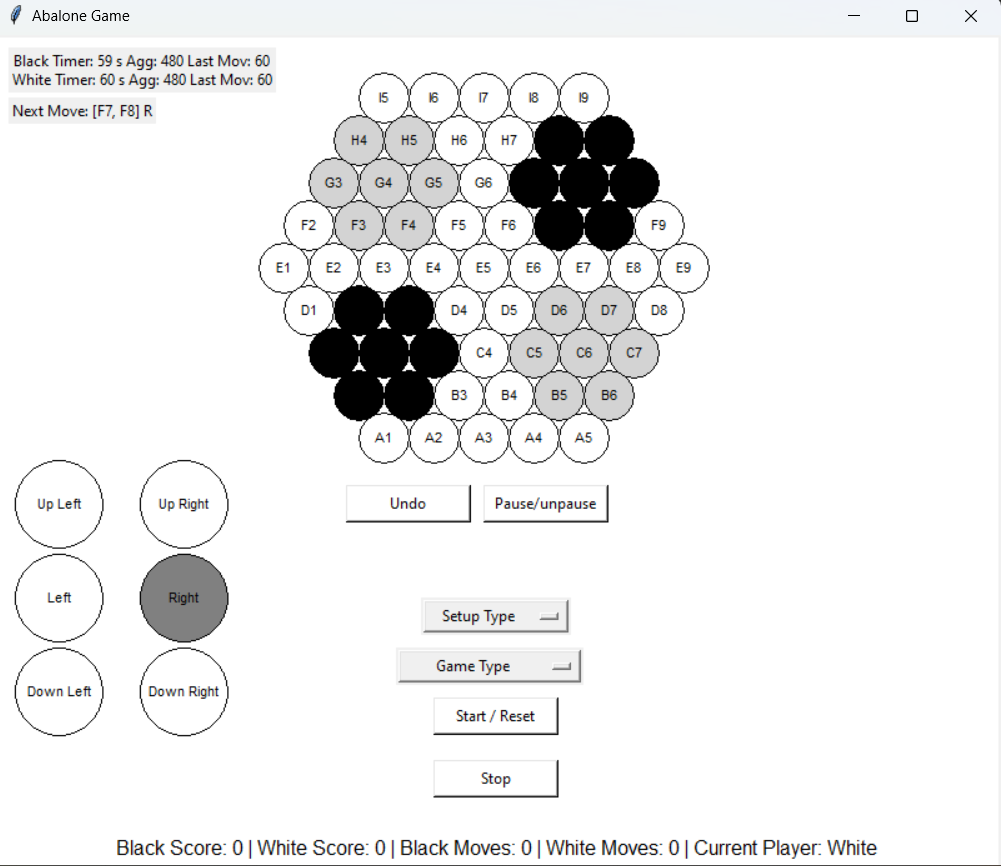 Abalone Game
Black Timer: 59 s Agg: 480 Last Mov: 60
White Timer: 60 s Agg: 480 Last Mov: 60
Next Move: [F7, F8] R
I5 I6 I7 I8 I9
H4 H5 H6 H7
G3 G4 G5 G6
F2 F3 F4 F5 F6 F9
E1 E2 E3 E4 E5 E6 E7 E8 E9
D1 D4 D5 D6 D7 D8
C4 C5 C6 C7
B3 B4 B5 B6
A1 A2 A3 A4 A5
Undo Pause/unpause
Up Left Up Right
Left Right
Down Left Down Right
Setup Type
Game Type
Start / Reset
Stop
Black Score: 0 | White Score: 0 | Black Moves: 0 | White Moves: 0 | Current Player: White